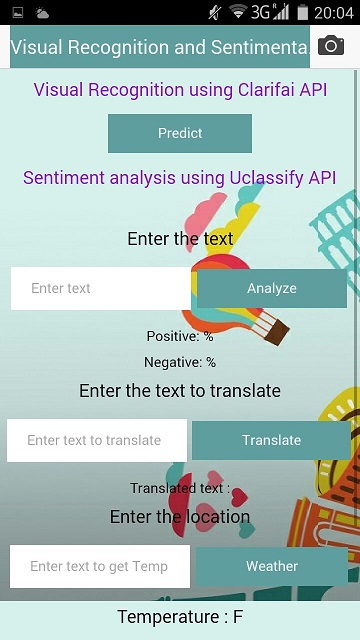 3G R 20:04
Visual Recognition and Sentimenta
Visual Recognition using Clarifai API
Predict
Sentiment analysis using Uclassify API
Enter the text
Enter text
Analyze
Positive: %
Negative: %
Enter the text to translate
Enter text to translate
Translate
Translated text :
Enter the location
Enter text to get Temp
Weather
Temperature : F